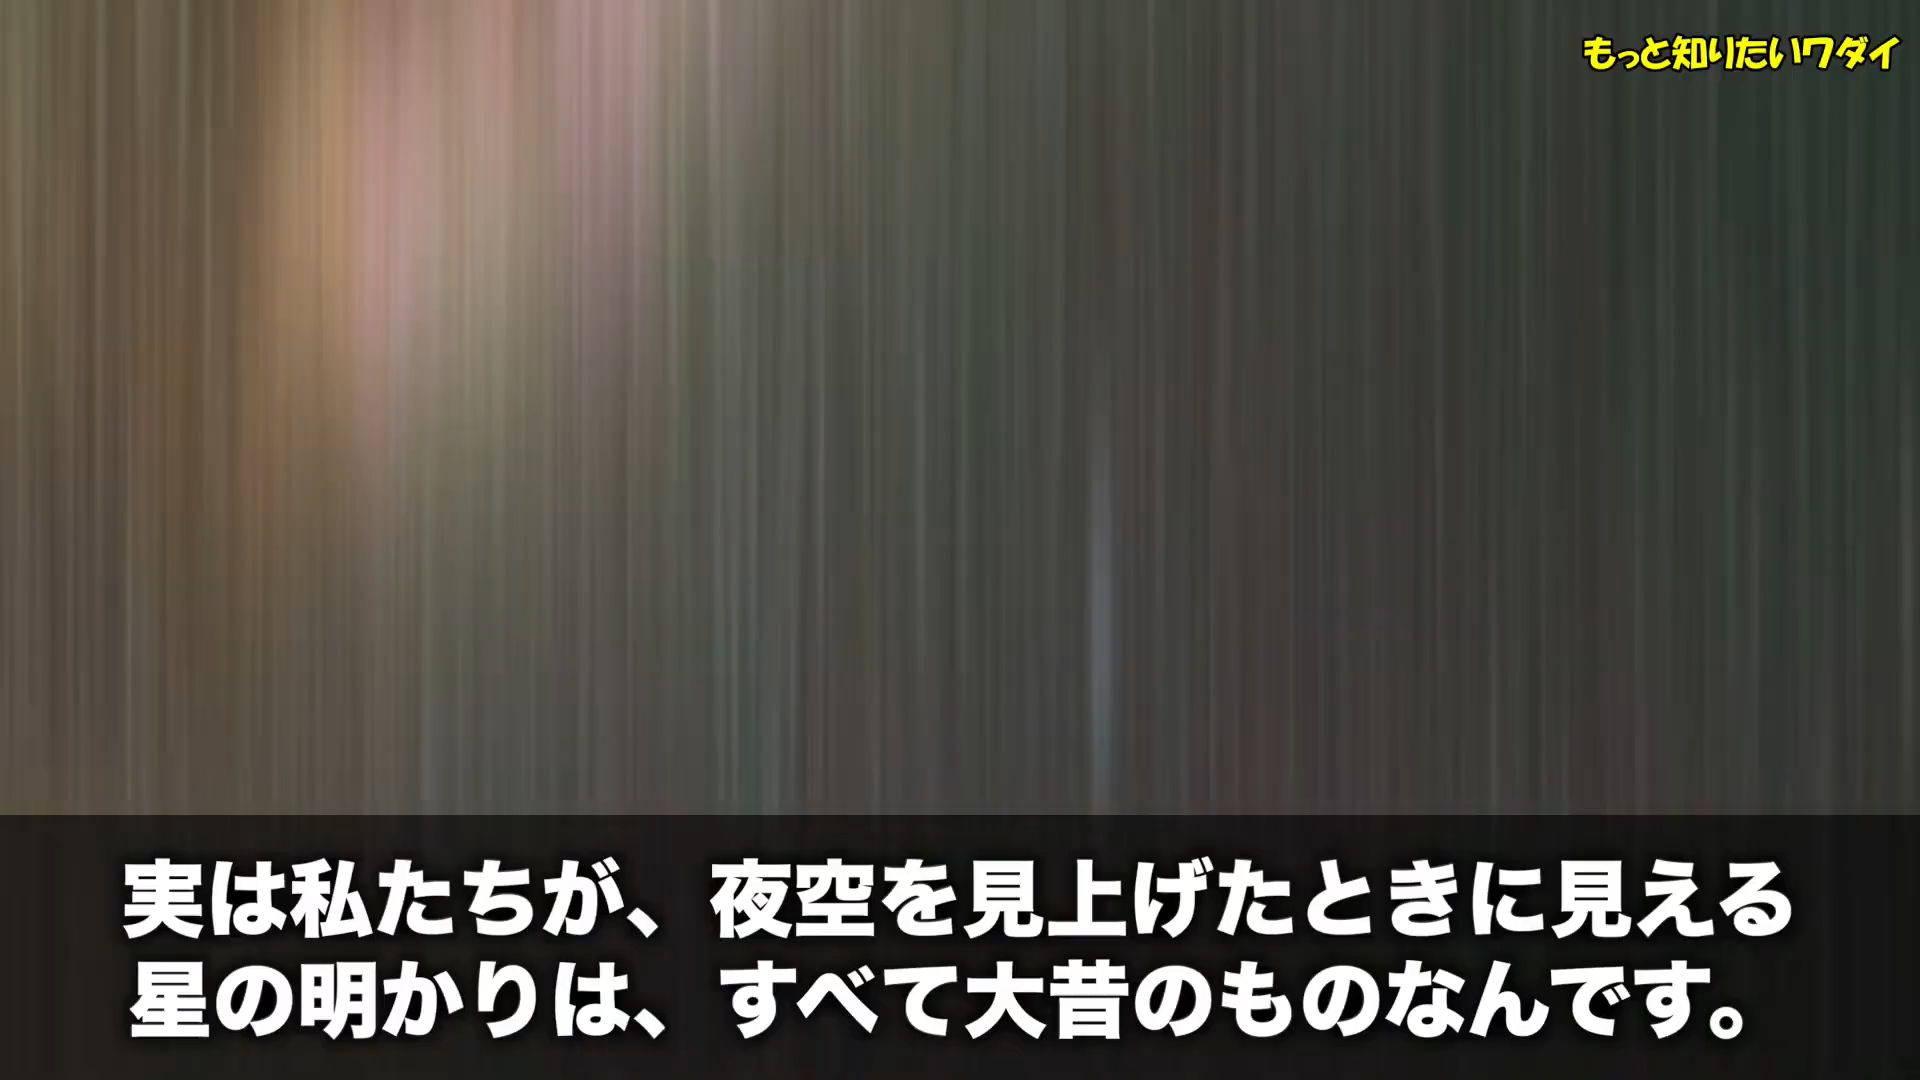 もっと知りたいワダイ
実は私たちが、夜空を見上げたときに見える
星の明かりは、すべて大昔のものなんです。